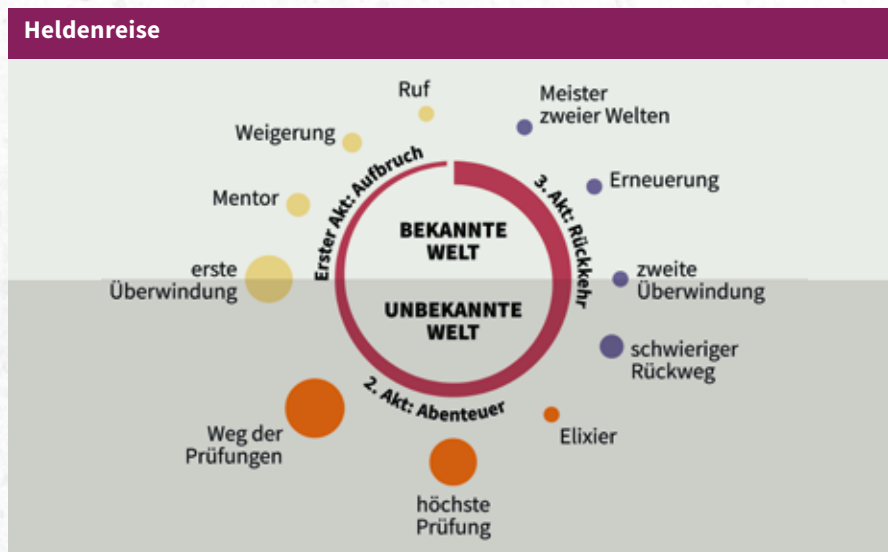 Heldenreise
Ruf
Weigerung
Mentor
erste
Überwindung
Weg der
Prüfungen
höchste
Prüfung
Elixier
schwieriger
Rückweg
zweite
Überwindung
Erneuerung
Meister
zweier Welten
Erster Akt: Aufbruch
2. Akt: Abenteuer
3. Akt: Rückkehr
BEKANNTE
WELT
UNBEKANNTE
WELT